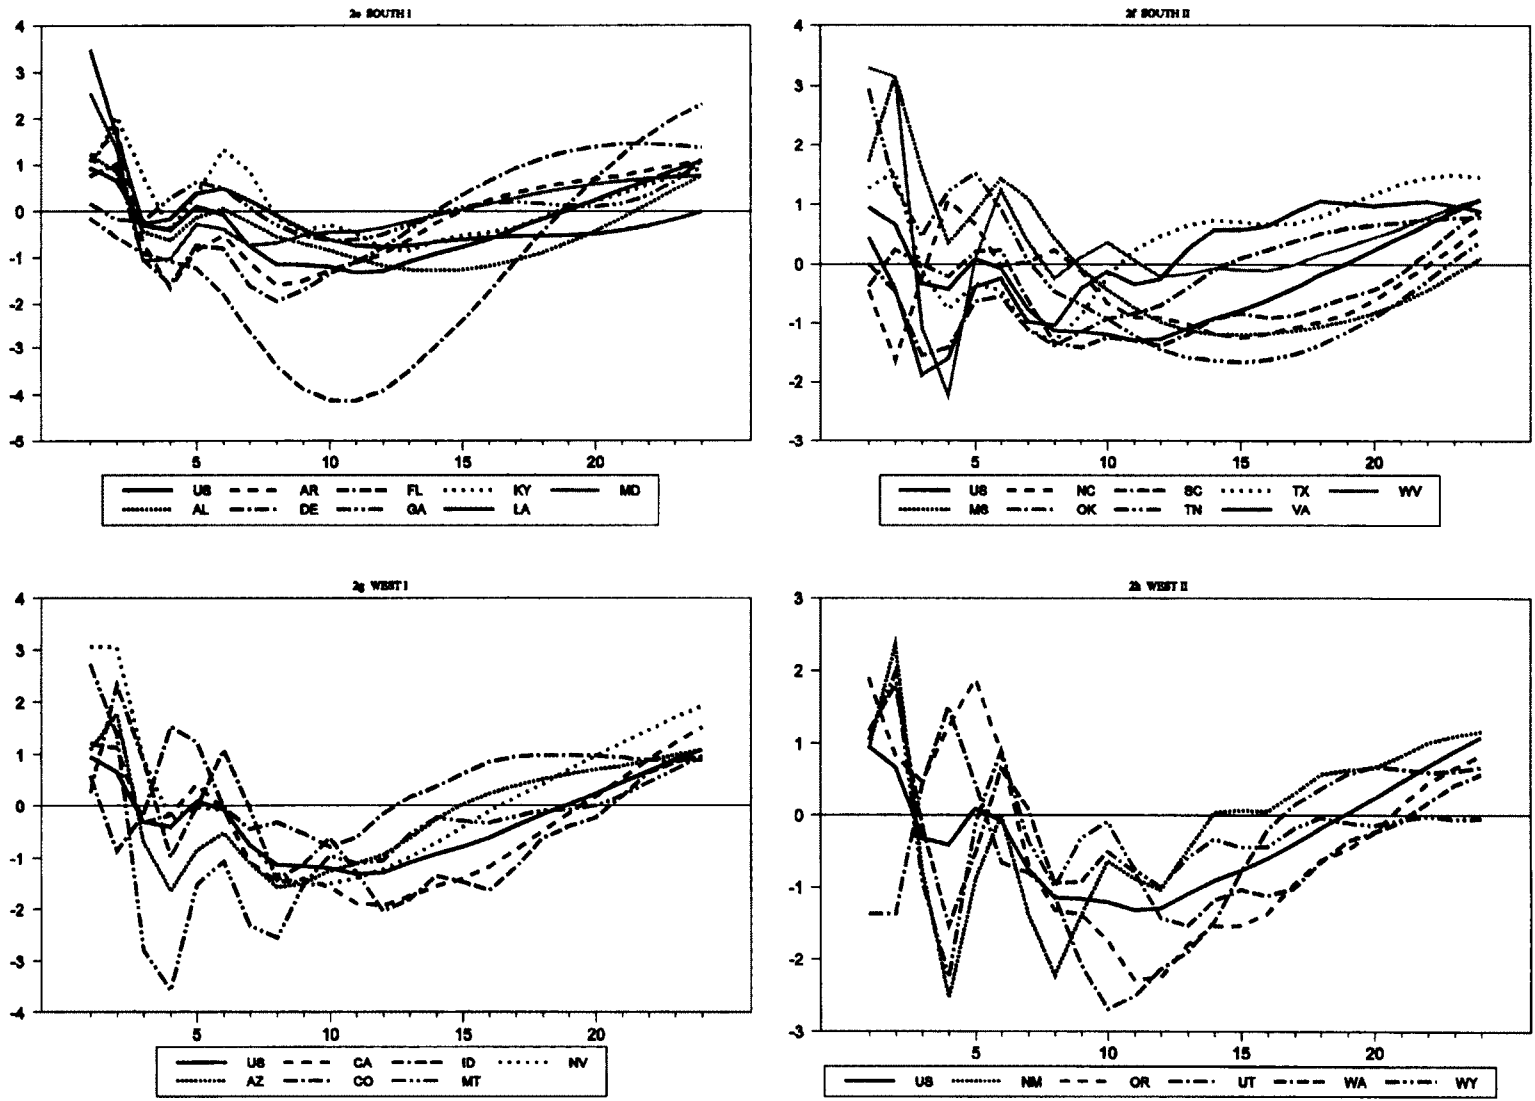 2e SOUTH I
4
3
2
1
0
-1
-2
-3
-4
-5
5 10 15 20
US AR FL KY MD
AL DE GA LA
2f SOUTH II
4
3
2
1
0
-1
-2
-3
5 10 15 20
US NC SC TX WV
MS OK TN VA
2g WEST I
4
3
2
1
0
-1
-2
-3
-4
5 10 15 20
US CA ID NV
AZ CO MT
2h WEST II
3
2
1
0
-1
-2
-3
5 10 15 20
US NM OR UT WA WY